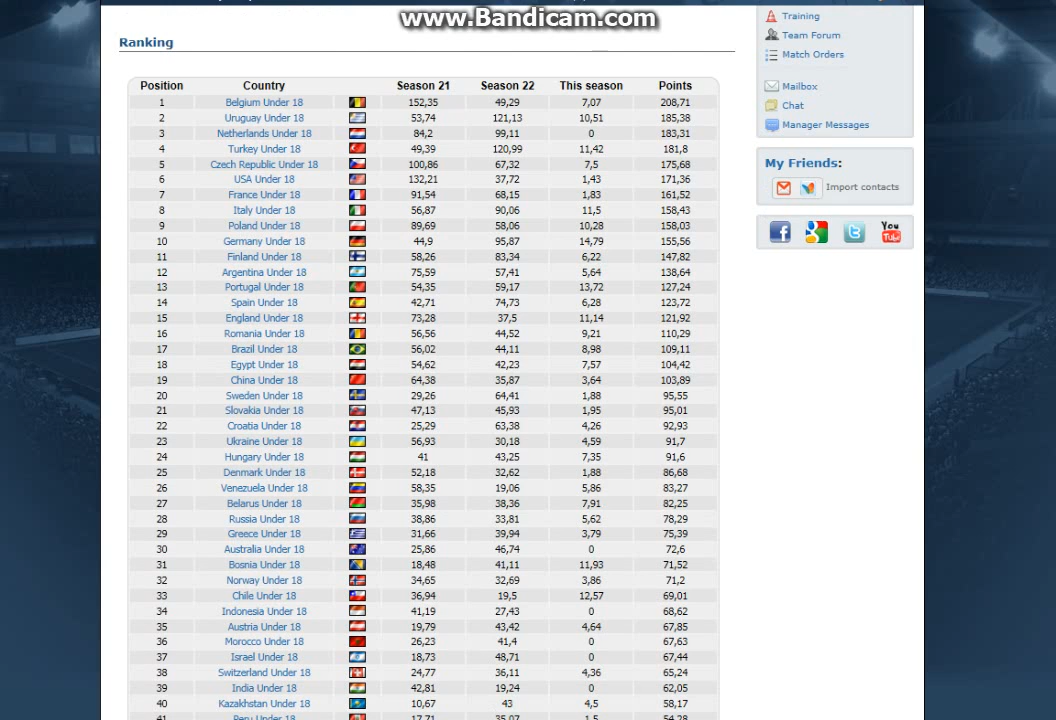 www.Bandicam.com
Ranking
Position Country Season 21 Season 22 This season Points
1 Belgium Under 18 152,35 49,29 7,07 208,71
2 Uruguay Under 18 53,74 121,13 10,51 185,38
3 Netherlands Under 18 84,2 99,11 0 183,31
4 Turkey Under 18 49,39 120,99 11,42 181,8
5 Czech Republic Under 18 100,86 67,32 7,5 175,68
6 USA Under 18 132,21 37,72 1,43 171,36
7 France Under 18 91,54 68,15 1,83 161,52
8 Italy Under 18 56,87 90,06 11,5 158,43
9 Poland Under 18 89,69 58,06 10,28 158,03
10 Germany Under 18 44,9 95,87 14,79 155,56
11 Finland Under 18 58,26 83,34 6,22 147,82
12 Argentina Under 18 75,59 57,41 5,64 138,64
13 Portugal Under 18 54,35 59,17 13,72 127,24
14 Spain Under 18 42,71 74,73 6,28 123,72
15 England Under 18 73,28 37,5 11,14 121,92
16 Romania Under 18 56,56 44,52 9,21 110,29
17 Brazil Under 18 56,02 44,11 8,98 109,11
18 Egypt Under 18 54,62 42,23 7,57 104,42
19 China Under 18 64,38 35,87 3,64 103,89
20 Sweden Under 18 29,26 64,41 1,88 95,55
21 Slovakia Under 18 47,13 45,93 1,95 95,01
22 Croatia Under 18 25,29 63,38 4,26 92,93
23 Ukraine Under 18 56,93 30,18 4,59 91,7
24 Hungary Under 18 41 43,25 7,35 91,6
25 Denmark Under 18 52,18 32,62 1,88 86,68
26 Venezuela Under 18 58,35 19,06 5,86 83,27
27 Belarus Under 18 35,98 38,36 7,91 82,25
28 Russia Under 18 38,86 33,81 5,62 78,29
29 Greece Under 18 31,66 39,94 3,79 75,39
30 Australia Under 18 25,86 46,74 0 72,6
31 Bosnia Under 18 18,48 41,11 11,93 71,52
32 Norway Under 18 34,65 32,69 3,86 71,2
33 Chile Under 18 36,94 19,5 12,57 69,01
34 Indonesia Under 18 41,19 27,43 0 68,62
35 Austria Under 18 19,79 43,42 4,64 67,85
36 Morocco Under 18 26,23 41,4 0 67,63
37 Israel Under 18 18,73 48,71 0 67,44
38 Switzerland Under 18 24,77 36,11 4,36 65,24
39 India Under 18 42,81 19,24 0 62,05
40 Kazakhstan Under 18 10,67 43 4,5 58,17
41 Peru Under 18 17,71 35,07 1,5 54,28
Training
Team Forum
Match Orders
Mailbox
Chat
Manager Messages
My Friends:
Import contacts
You
Tube